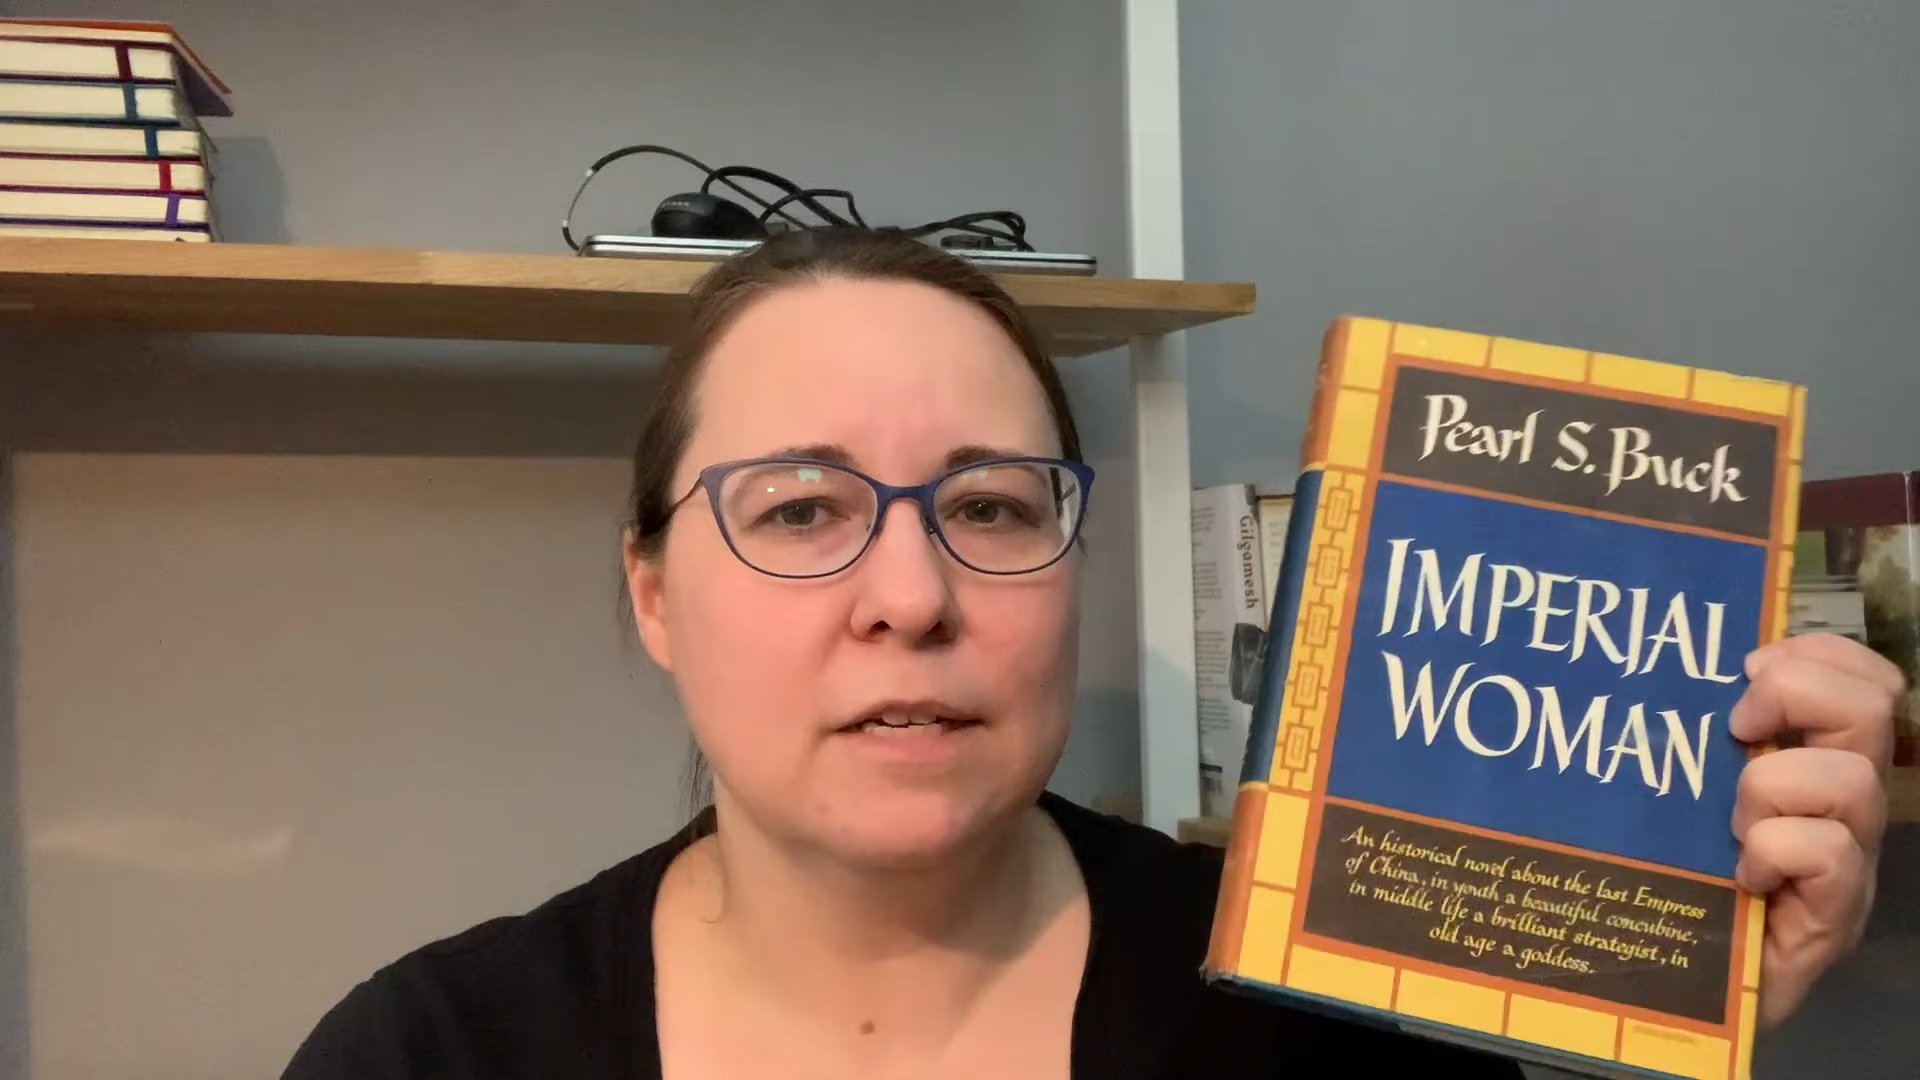 Pearl S. Buck
IMPERIAL
WOMAN
An historical novel about the last Empress
of China, in youth a beautiful concubine,
in middle life a brilliant strategist, in
old age a goddess.
Gilgamesh